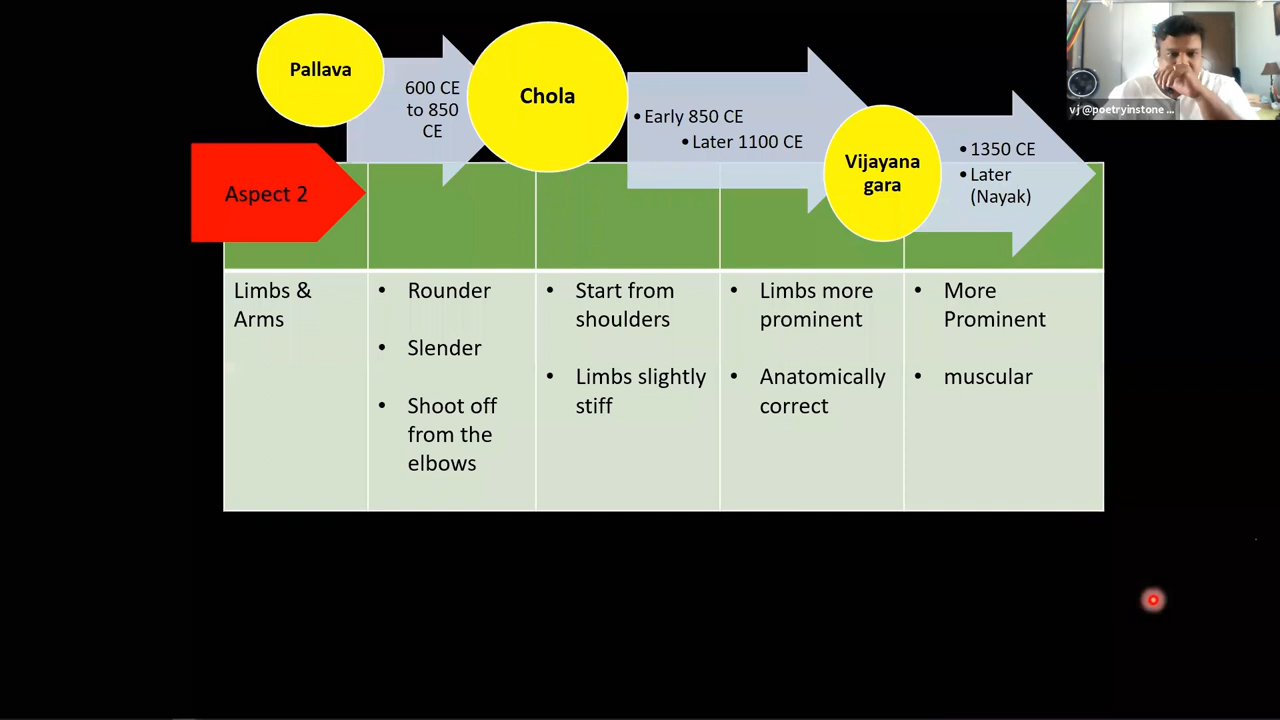 Pallava
600 CE
to 850
CE
Chola
•Early 850 CE
•Later 1100 CE
Vijayana
gara
•1350 CE
•Later
(Nayak)
vj@poetryinstone ...
Aspect 2
Limbs &
Arms
• Rounder
• Slender
• Shoot off
from the
elbows
• Start from
shoulders
• Limbs slightly
stiff
• Limbs more
prominent
• Anatomically
correct
• More
Prominent
• muscular